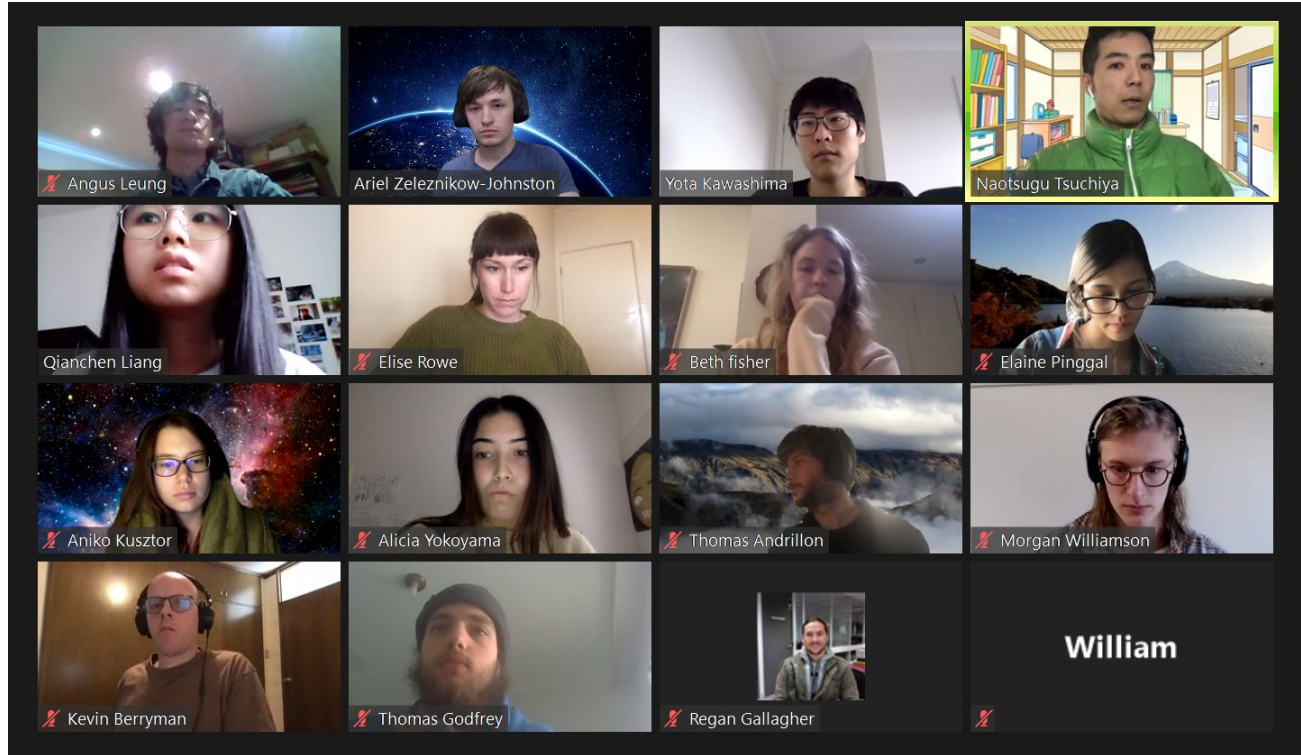 Angus Leung
Ariel Zeleznikow-Johnston
Yota Kawashima
Naotsugu Tsuchiya
Qianchen Liang
Elise Rowe
Beth fisher
Elaine Pinggal
Aniko Kusztor
Alicia Yokoyama
Thomas Andrillon
Morgan Williamson
Kevin Berryman
Thomas Godfrey
Regan Gallagher
William